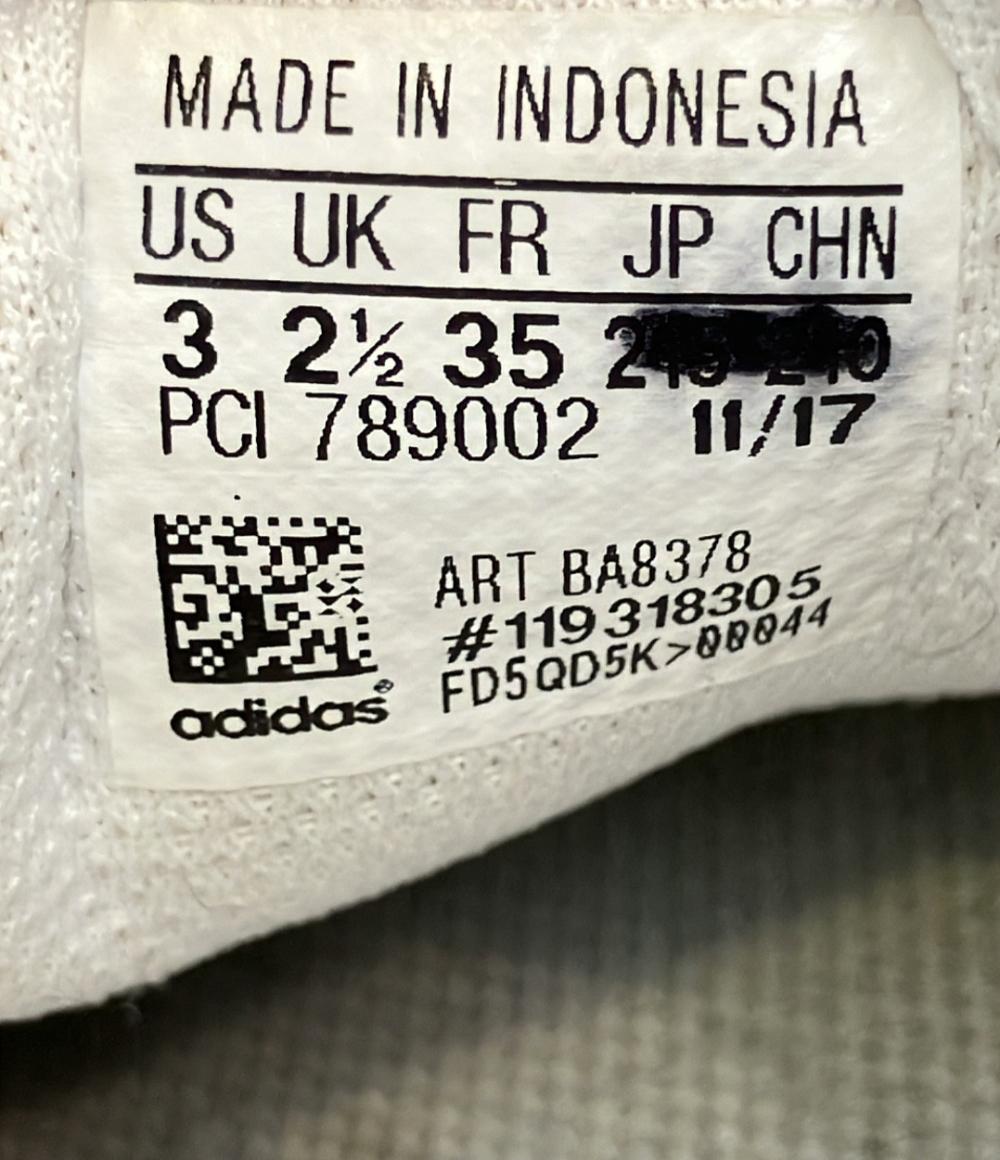 MADE IN INDONESIA
US UK FR JP CHN
3 2½ 35
PCI 789002 11/17
ART BA8378
#119318305
FD5QD5K>00044
adidas®